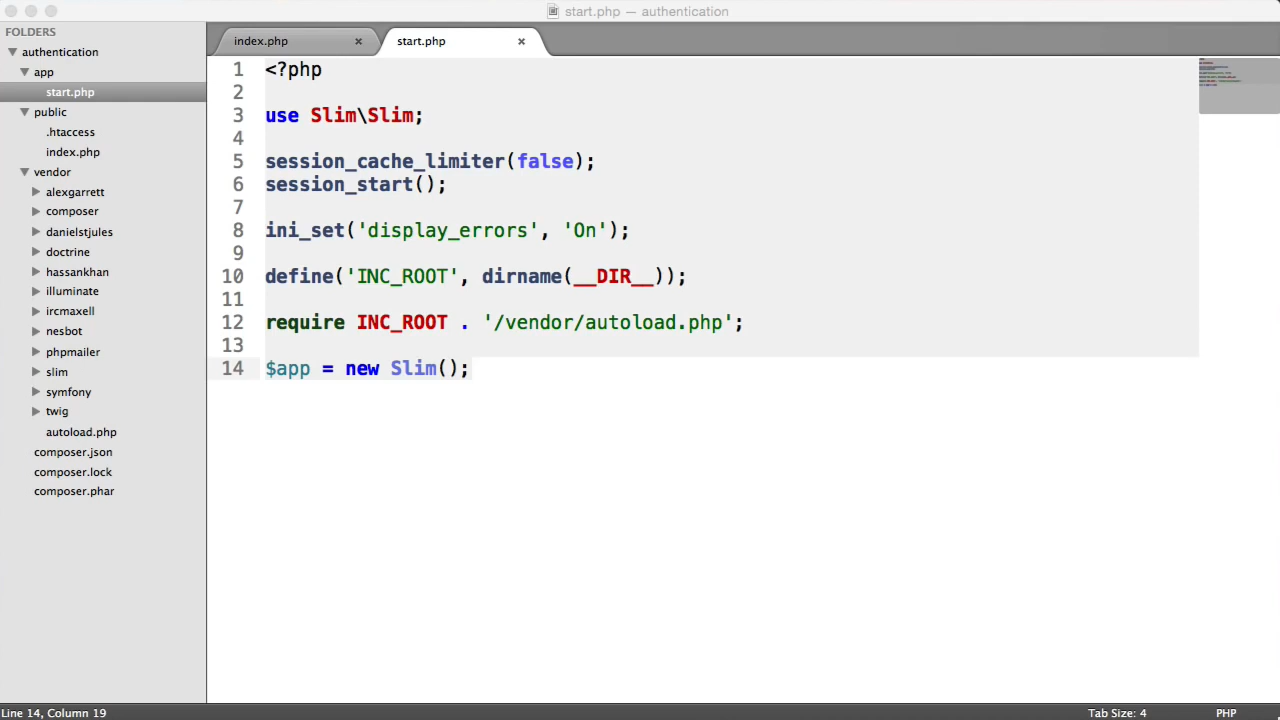 start.php — authentication
FOLDERS
authentication
app
start.php
public
.htaccess
index.php
vendor
alexgarrett
composer
danielstjules
doctrine
hassankhan
illuminate
ircmaxell
nesbot
phpmailer
slim
symfony
twig
autoload.php
composer.json
composer.lock
composer.phar
index.php ×
start.php ×
1 <?php
2
3 use Slim\Slim;
4
5 session_cache_limiter(false);
6 session_start();
7
8 ini_set('display_errors', 'On');
9
10 define('INC_ROOT', dirname(__DIR__));
11
12 require INC_ROOT . '/vendor/autoload.php';
13
14 $app = new Slim();
Line 14, Column 19
Tab Size: 4
PHP